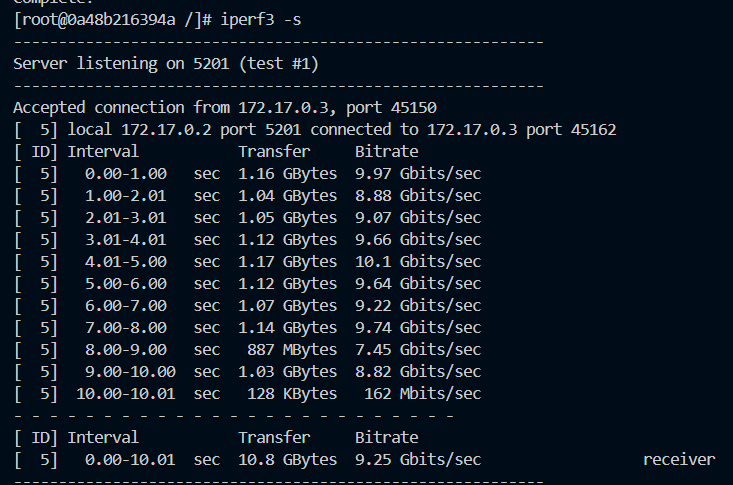 Complete!
[root@0a48b216394a /]# iperf3 -s
-----------------------------------------------------------
Server listening on 5201 (test #1)
-----------------------------------------------------------
Accepted connection from 172.17.0.3, port 45150
[  5] local 172.17.0.2 port 5201 connected to 172.17.0.3 port 45162
[ ID] Interval           Transfer     Bitrate
[  5]   0.00-1.00   sec  1.16 GBytes  9.97 Gbits/sec
[  5]   1.00-2.01   sec  1.04 GBytes  8.88 Gbits/sec
[  5]   2.01-3.01   sec  1.05 GBytes  9.07 Gbits/sec
[  5]   3.01-4.01   sec  1.12 GBytes  9.66 Gbits/sec
[  5]   4.01-5.00   sec  1.17 GBytes  10.1 Gbits/sec
[  5]   5.00-6.00   sec  1.12 GBytes  9.64 Gbits/sec
[  5]   6.00-7.00   sec  1.07 GBytes  9.22 Gbits/sec
[  5]   7.00-8.00   sec  1.14 GBytes  9.74 Gbits/sec
[  5]   8.00-9.00   sec   887 MBytes  7.45 Gbits/sec
[  5]   9.00-10.00  sec  1.03 GBytes  8.82 Gbits/sec
[  5]  10.00-10.01  sec   128 KBytes   162 Mbits/sec
- - - - - - - - - - - - - - - - - - - - - - - - -
[ ID] Interval           Transfer     Bitrate
[  5]   0.00-10.01  sec  10.8 GBytes  9.25 Gbits/sec                  receiver
-----------------------------------------------------------